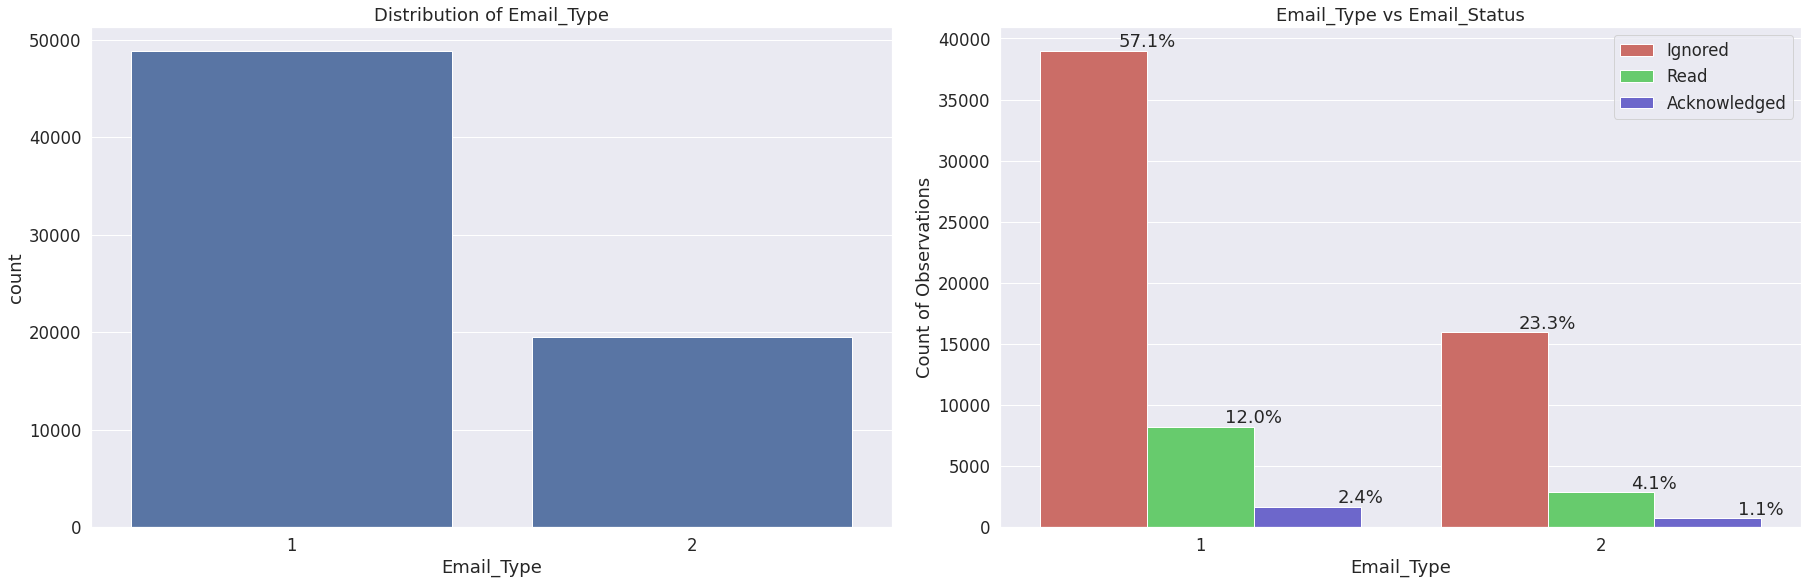 Distribution of Email_Type
50000
40000
30000
20000
10000
0
count
1
2
Email_Type
Email_Type vs Email_Status
40000
35000
30000
25000
20000
15000
10000
5000
0
Count of Observations
57.1%
12.0%
2.4%
23.3%
4.1%
1.1%
Ignored
Read
Acknowledged
1
2
Email_Type